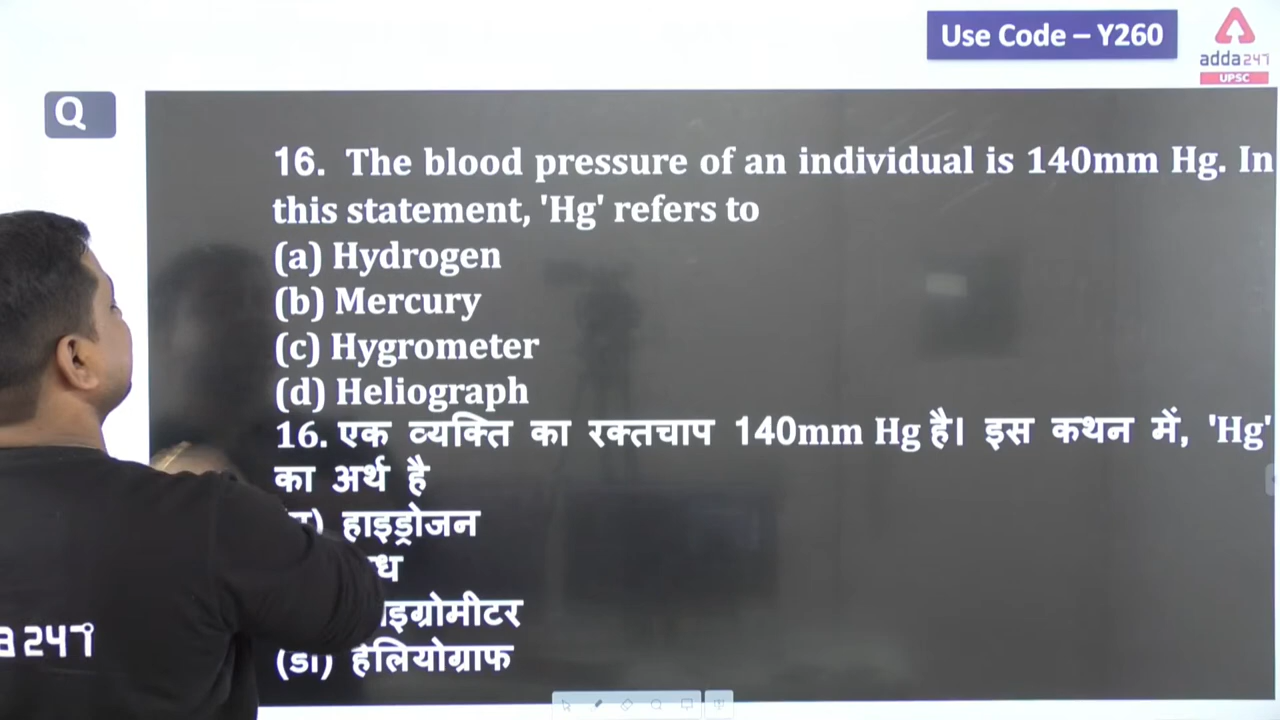 Use Code – Y260
adda247
UPSC
Q
16. The blood pressure of an individual is 140mm Hg. In
this statement, 'Hg' refers to
(a) Hydrogen
(b) Mercury
(c) Hygrometer
(d) Heliograph
16. एक व्यक्ति का रक्तचाप 140mm Hg है। इस कथन में, 'Hg'
का अर्थ है
हाइड्रोजन
(डी) हेलियोग्राफ
a247